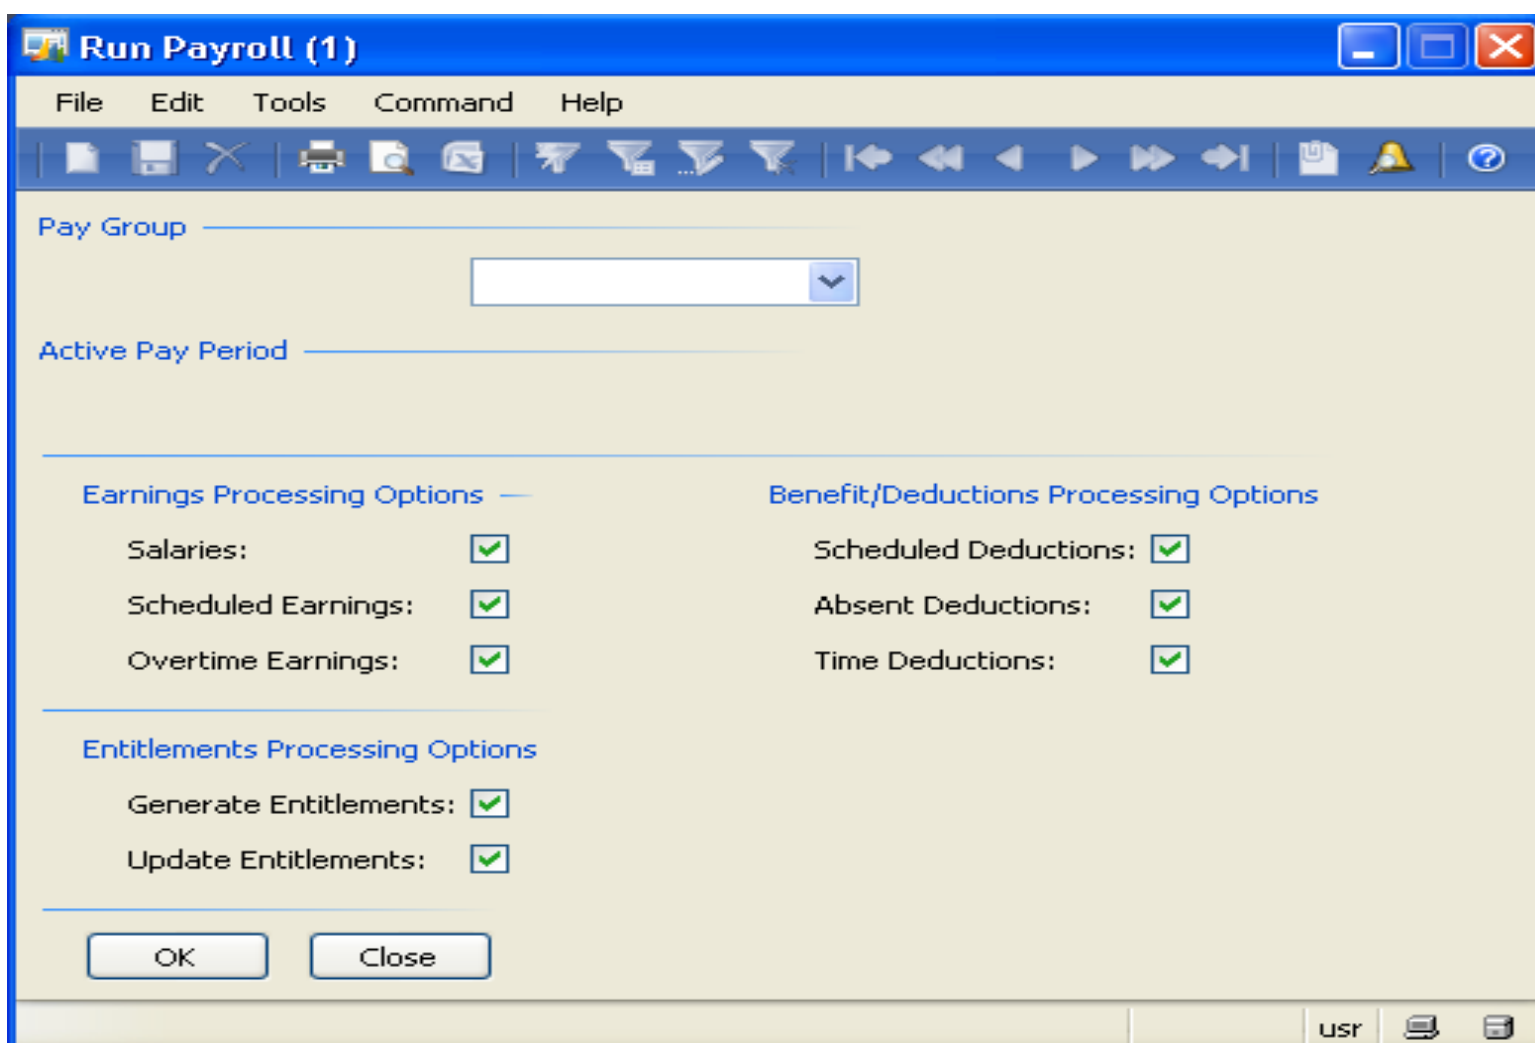 Run Payroll (1)
File Edit Tools Command Help
Pay Group
Active Pay Period
Earnings Processing Options
Salaries:
Scheduled Earnings:
Overtime Earnings:
Benefit/Deductions Processing Options
Scheduled Deductions:
Absent Deductions:
Time Deductions:
Entitlements Processing Options
Generate Entitlements:
Update Entitlements:
OK Close
usr